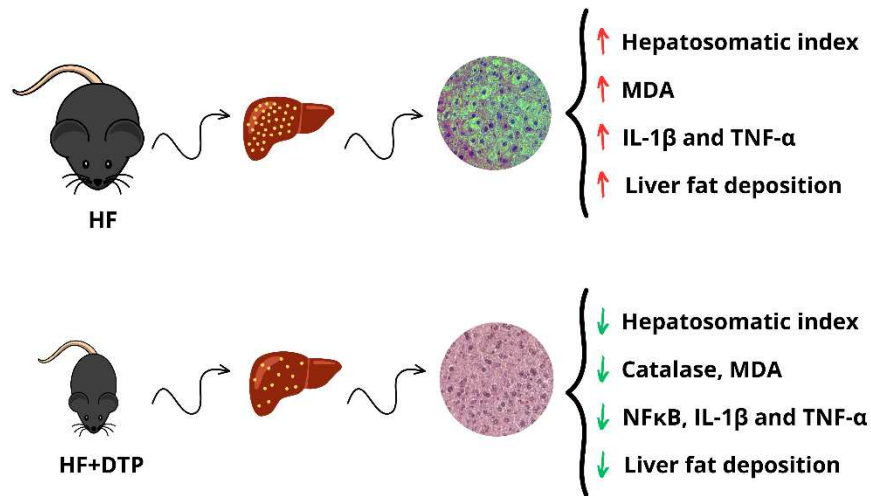 Hepatosomatic index
MDA
IL-1β and TNF-α
Liver fat deposition
HF
Hepatosomatic index
Catalase, MDA
NFκB, IL-1β and TNF-α
Liver fat deposition
HF+DTP